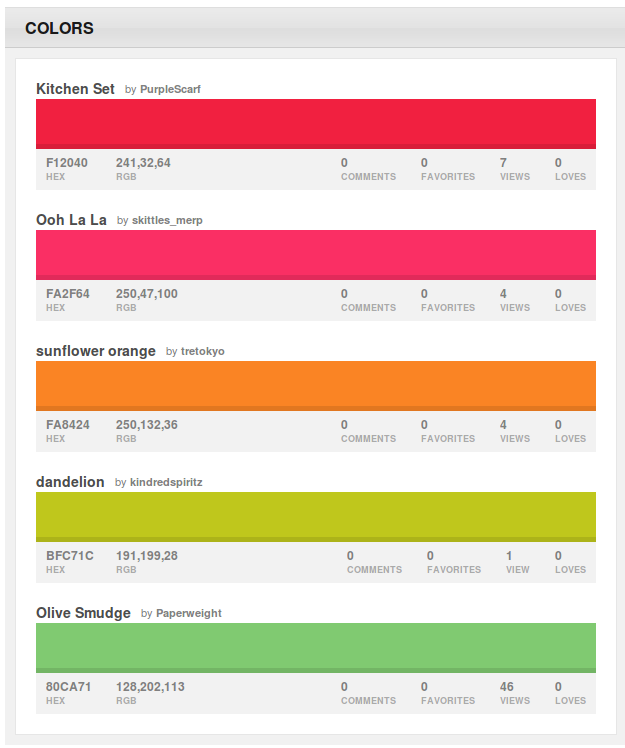 COLORS
Kitchen Set by PurpleScarf
F12040 241,32,64 0 0 7 0
HEX RGB COMMENTS FAVORITES VIEWS LOVES
Ooh La La by skittles_merp
FA2F64 250,47,100 0 0 4 0
HEX RGB COMMENTS FAVORITES VIEWS LOVES
sunflower orange by tretokyo
FA8424 250,132,36 0 0 4 0
HEX RGB COMMENTS FAVORITES VIEWS LOVES
dandelion by kindredspiritz
BFC71C 191,199,28 0 0 1 0
HEX RGB COMMENTS FAVORITES VIEW LOVES
Olive Smudge by Paperweight
80CA71 128,202,113 0 0 46 0
HEX RGB COMMENTS FAVORITES VIEWS LOVES